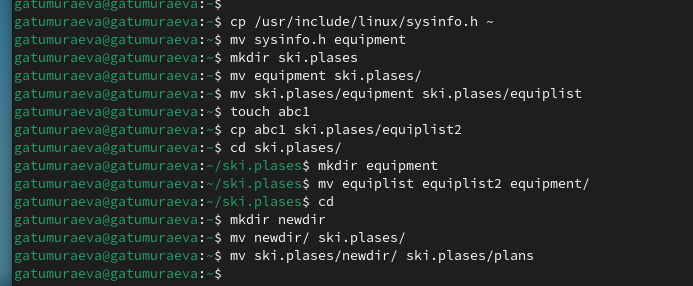 gatumuraeva@gatumuraeva:~$
gatumuraeva@gatumuraeva:~$ cp /usr/include/linux/sysinfo.h ~
gatumuraeva@gatumuraeva:~$ mv sysinfo.h equipment
gatumuraeva@gatumuraeva:~$ mkdir ski.plases
gatumuraeva@gatumuraeva:~$ mv equipment ski.plases/
gatumuraeva@gatumuraeva:~$ mv ski.plases/equipment ski.plases/equiplist
gatumuraeva@gatumuraeva:~$ touch abc1
gatumuraeva@gatumuraeva:~$ cp abc1 ski.plases/equiplist2
gatumuraeva@gatumuraeva:~$ cd ski.plases/
gatumuraeva@gatumuraeva:~/ski.plases$ mkdir equipment
gatumuraeva@gatumuraeva:~/ski.plases$ mv equiplist equiplist2 equipment/
gatumuraeva@gatumuraeva:~/ski.plases$ cd
gatumuraeva@gatumuraeva:~$ mkdir newdir
gatumuraeva@gatumuraeva:~$ mv newdir/ ski.plases/
gatumuraeva@gatumuraeva:~$ mv ski.plases/newdir/ ski.plases/plans
gatumuraeva@gatumuraeva:~$